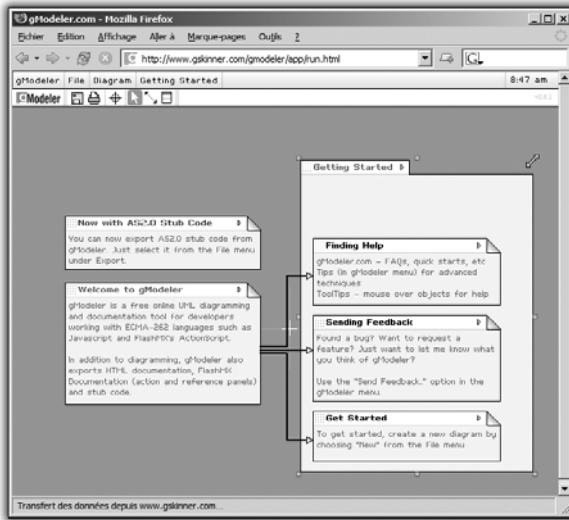 gModeler.com - Mozilla Firefox
Fichier Edition Affichage Aller à Marque-pages Outils ?
http://www.gskinner.com/gmodeler/app/run.html
gModeler File Diagram Getting Started 8:47 am
gModeler
Getting Started
Now with AS2.0 Stub Code
You can now export AS2.0 stub code from
gModeler. Just select it from the File menu
under Export.
Welcome to gModeler
gModeler is a free online UML diagramming
and documentation tool for developers
working with ECMA-262 languages such as
Javascript and FlashMX's ActionScript.
In addition to diagramming, gModeler also
exports HTML documentation, FlashMX
Documentation (action and reference panels)
and stub code.
Finding Help
gModeler.com - FAQs, quick starts, etc
Tips (in gModeler menu) for advanced
techniques
ToolTips - mouse over objects for help
Sending Feedback
Found a bug? Want to request a
feature? Just want to let me know what
you think of gModeler?
Use the "Send Feedback." option in the
gModeler menu.
Get Started
To get started, create a new diagram by
choosing "New" from the File menu
Transfert des données depuis www.gskinner.com...